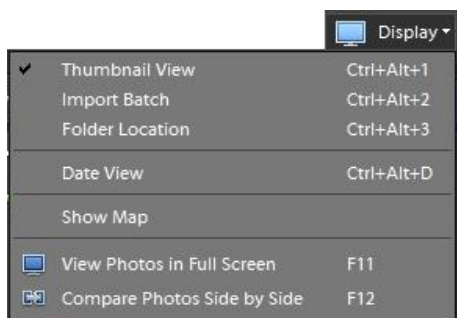 Display
Thumbnail View Ctrl+Alt+1
Import Batch Ctrl+Alt+2
Folder Location Ctrl+Alt+3
Date View Ctrl+Alt+D
Show Map
View Photos in Full Screen F11
Compare Photos Side by Side F12